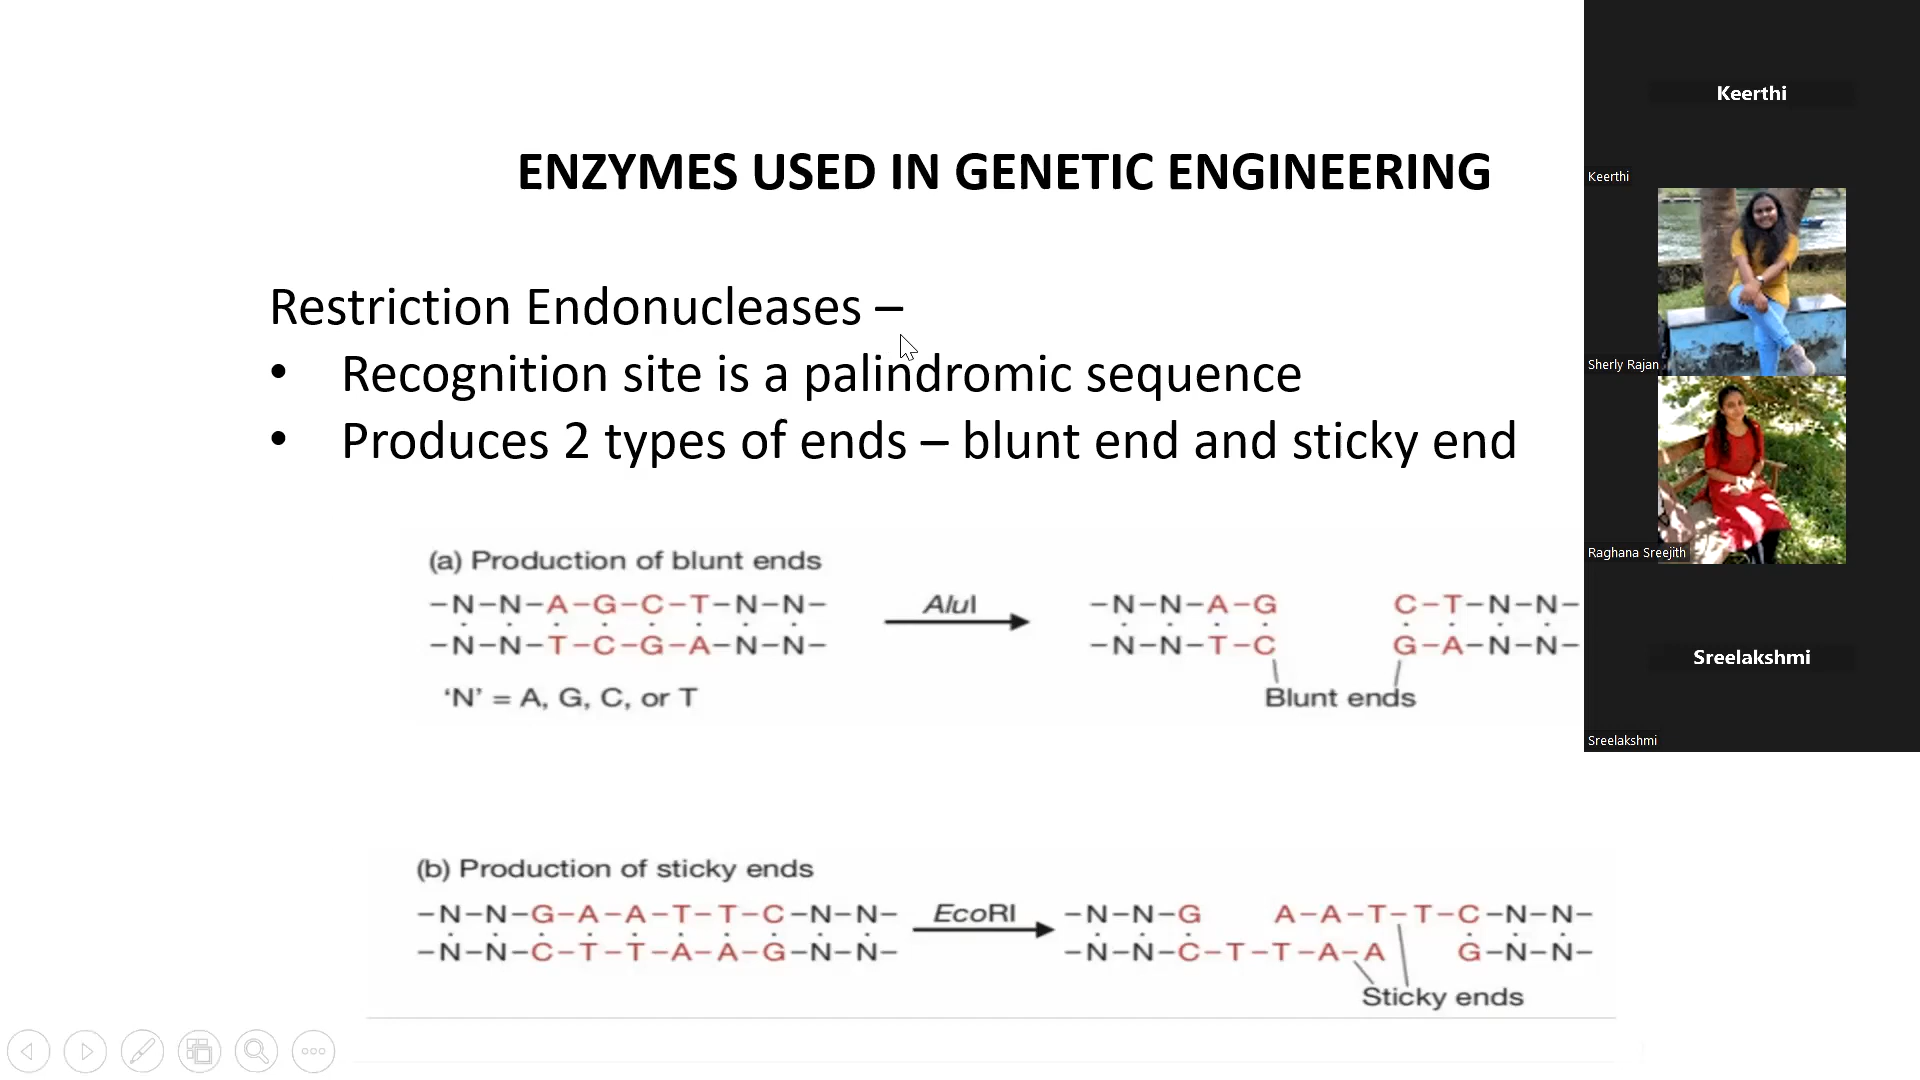 ENZYMES USED IN GENETIC ENGINEERING
Restriction Endonucleases –
• Recognition site is a palindromic sequence
• Produces 2 types of ends – blunt end and sticky end
(a) Production of blunt ends
–N–N–A–G–C–T–N–N– AluI –N–N–A–G C–T–N–N–
–N–N–T–C–G–A–N–N– –N–N–T–C G–A–N–N–
‘N’ = A, G, C, or T
Blunt ends
(b) Production of sticky ends
–N–N–G–A–A–T–T–C–N–N– EcoRI –N–N–G A–A–T–T–C–N–N–
–N–N–C–T–T–A–A–G–N–N– –N–N–C–T–T–A–A G–N–N–
Sticky ends
Keerthi
Keerthi
Sherly Rajan
Raghana Sreejith
Sreelakshmi
Sreelakshmi